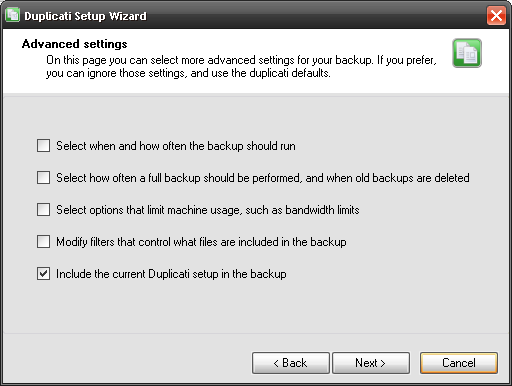 Duplicati Setup Wizard
Advanced settings
On this page you can select more advanced settings for your backup. If you prefer,
you can ignore those settings, and use the duplicati defaults.
Select when and how often the backup should run
Select how often a full backup should be performed, and when old backups are deleted
Select options that limit machine usage, such as bandwidth limits
Modify filters that control what files are included in the backup
Include the current Duplicati setup in the backup
< Back Next > Cancel